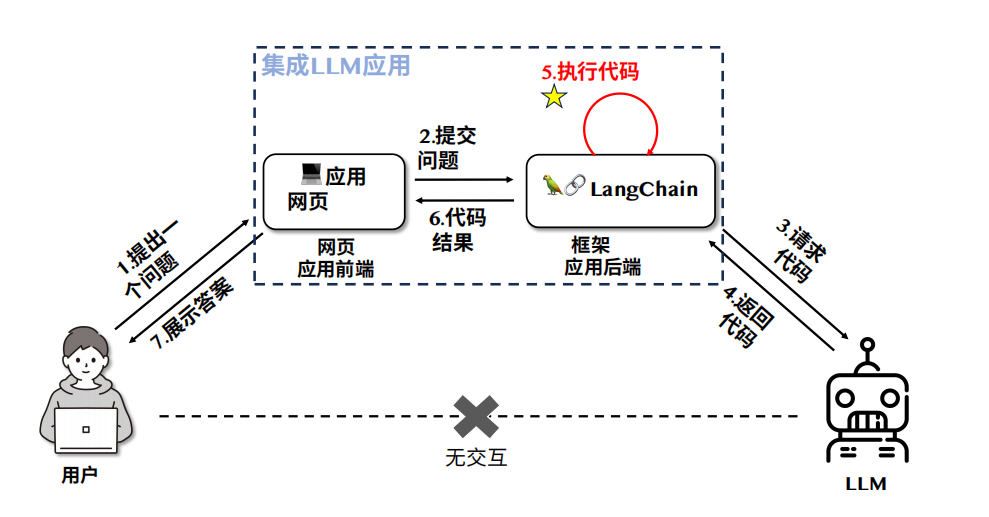 集成LLM应用
5.执行代码
2.提交
问题
应用
网页
LangChain
6.代码
结果
网页
应用前端
框架
应用后端
1.提出一
个问题
7.展示答案
3.请求
代码
4.返回
代码
无交互
用户
LLM